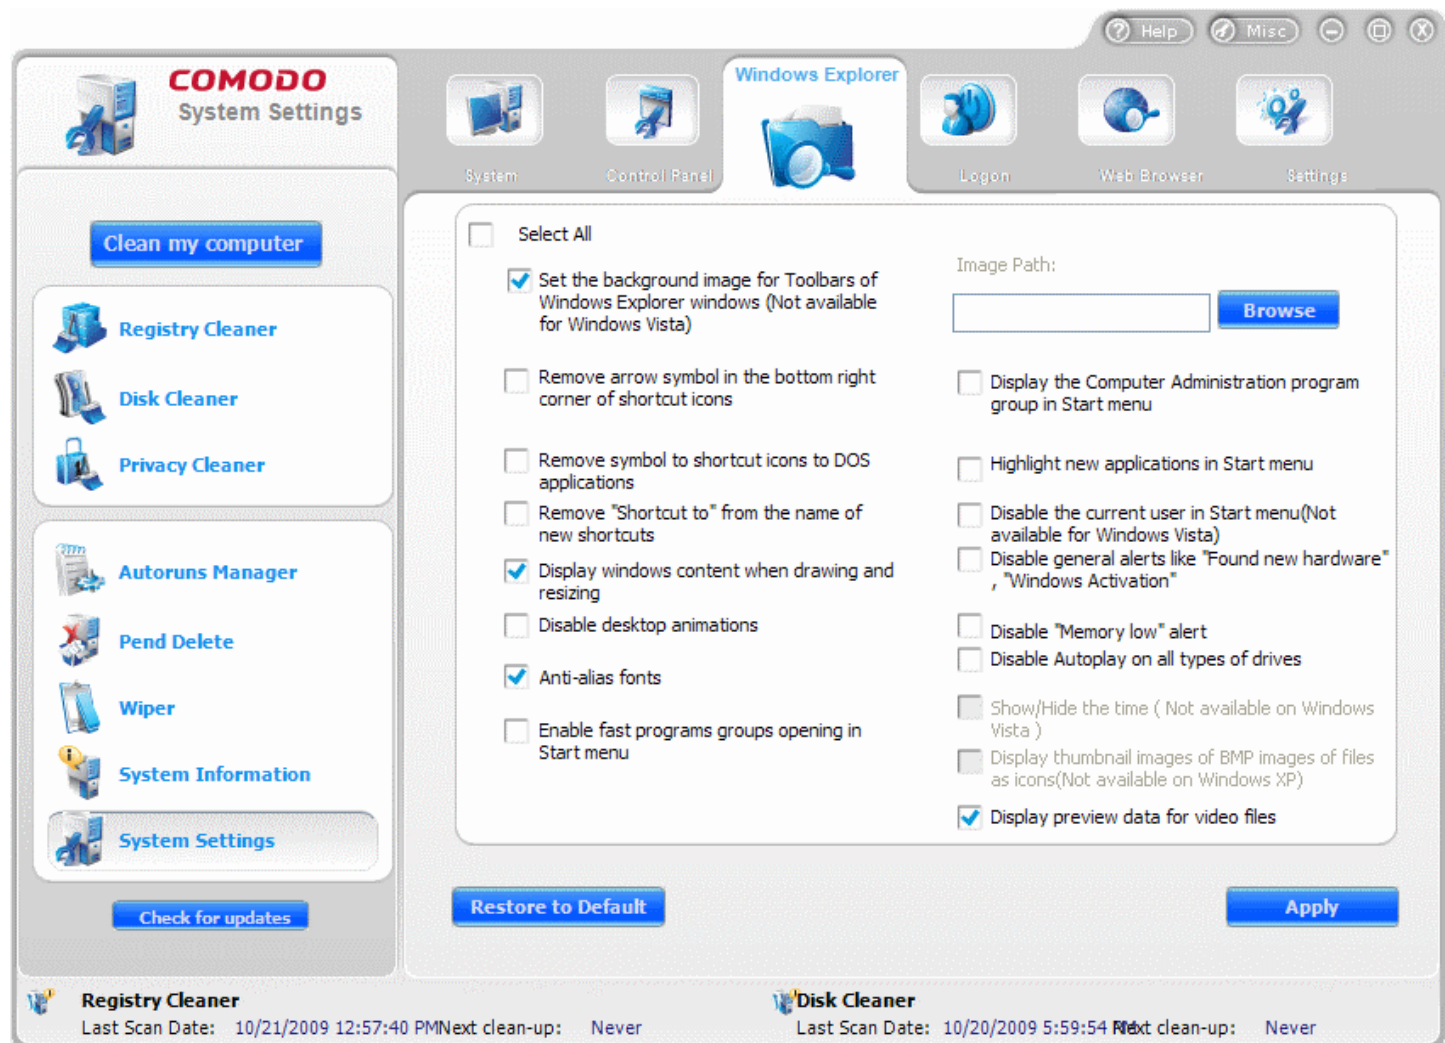 Help
Misc
COMODO
System Settings
Windows Explorer
System
Control Panel
Logon
Web Browser
Settings
Clean my computer
Registry Cleaner
Disk Cleaner
Privacy Cleaner
Autoruns Manager
Pend Delete
Wiper
System Information
System Settings
Check for updates
Select All
Set the background image for Toolbars of
Windows Explorer windows (Not available
for Windows Vista)
Remove arrow symbol in the bottom right
corner of shortcut icons
Remove symbol to shortcut icons to DOS
applications
Remove "Shortcut to" from the name of
new shortcuts
Display windows content when drawing and
resizing
Disable desktop animations
Anti-alias fonts
Enable fast programs groups opening in
Start menu
Image Path:
Browse
Display the Computer Administration program
group in Start menu
Highlight new applications in Start menu
Disable the current user in Start menu(Not
available for Windows Vista)
Disable general alerts like "Found new hardware"
, "Windows Activation"
Disable "Memory low" alert
Disable Autoplay on all types of drives
Show/Hide the time ( Not available on Windows
Vista )
Display thumbnail images of BMP images of files
as icons(Not available on Windows XP)
Display preview data for video files
Restore to Default
Apply
Registry Cleaner
Last Scan Date: 10/21/2009 12:57:40 PMNext clean-up: Never
Disk Cleaner
Last Scan Date: 10/20/2009 5:59:54 clean-up: Never